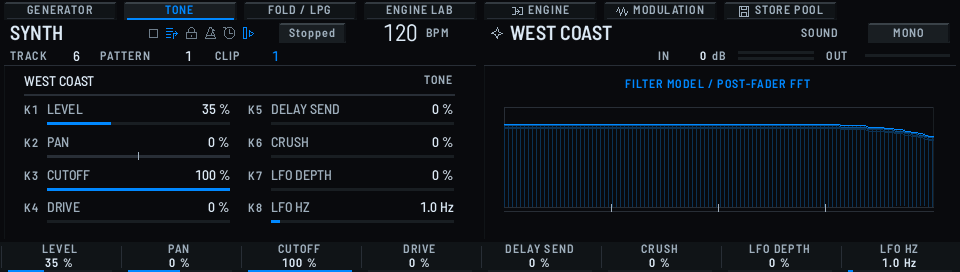 GENERATOR TONE FOLD / LPG ENGINE LAB ENGINE MODULATION STORE POOL
SYNTH Stopped 120 BPM WEST COAST SOUND MONO
TRACK 6 PATTERN 1 CLIP 1 IN 0 dB OUT
WEST COAST TONE
FILTER MODEL / POST-FADER FFT
K1 LEVEL 35 % K5 DELAY SEND 0 %
K2 PAN 0 % K6 CRUSH 0 %
K3 CUTOFF 100 % K7 LFO DEPTH 0 %
K4 DRIVE 0 % K8 LFO HZ 1.0 Hz
LEVEL PAN CUTOFF DRIVE DELAY SEND CRUSH LFO DEPTH LFO HZ
35 % 0 % 100 % 0 % 0 % 0 % 0 % 1.0 Hz